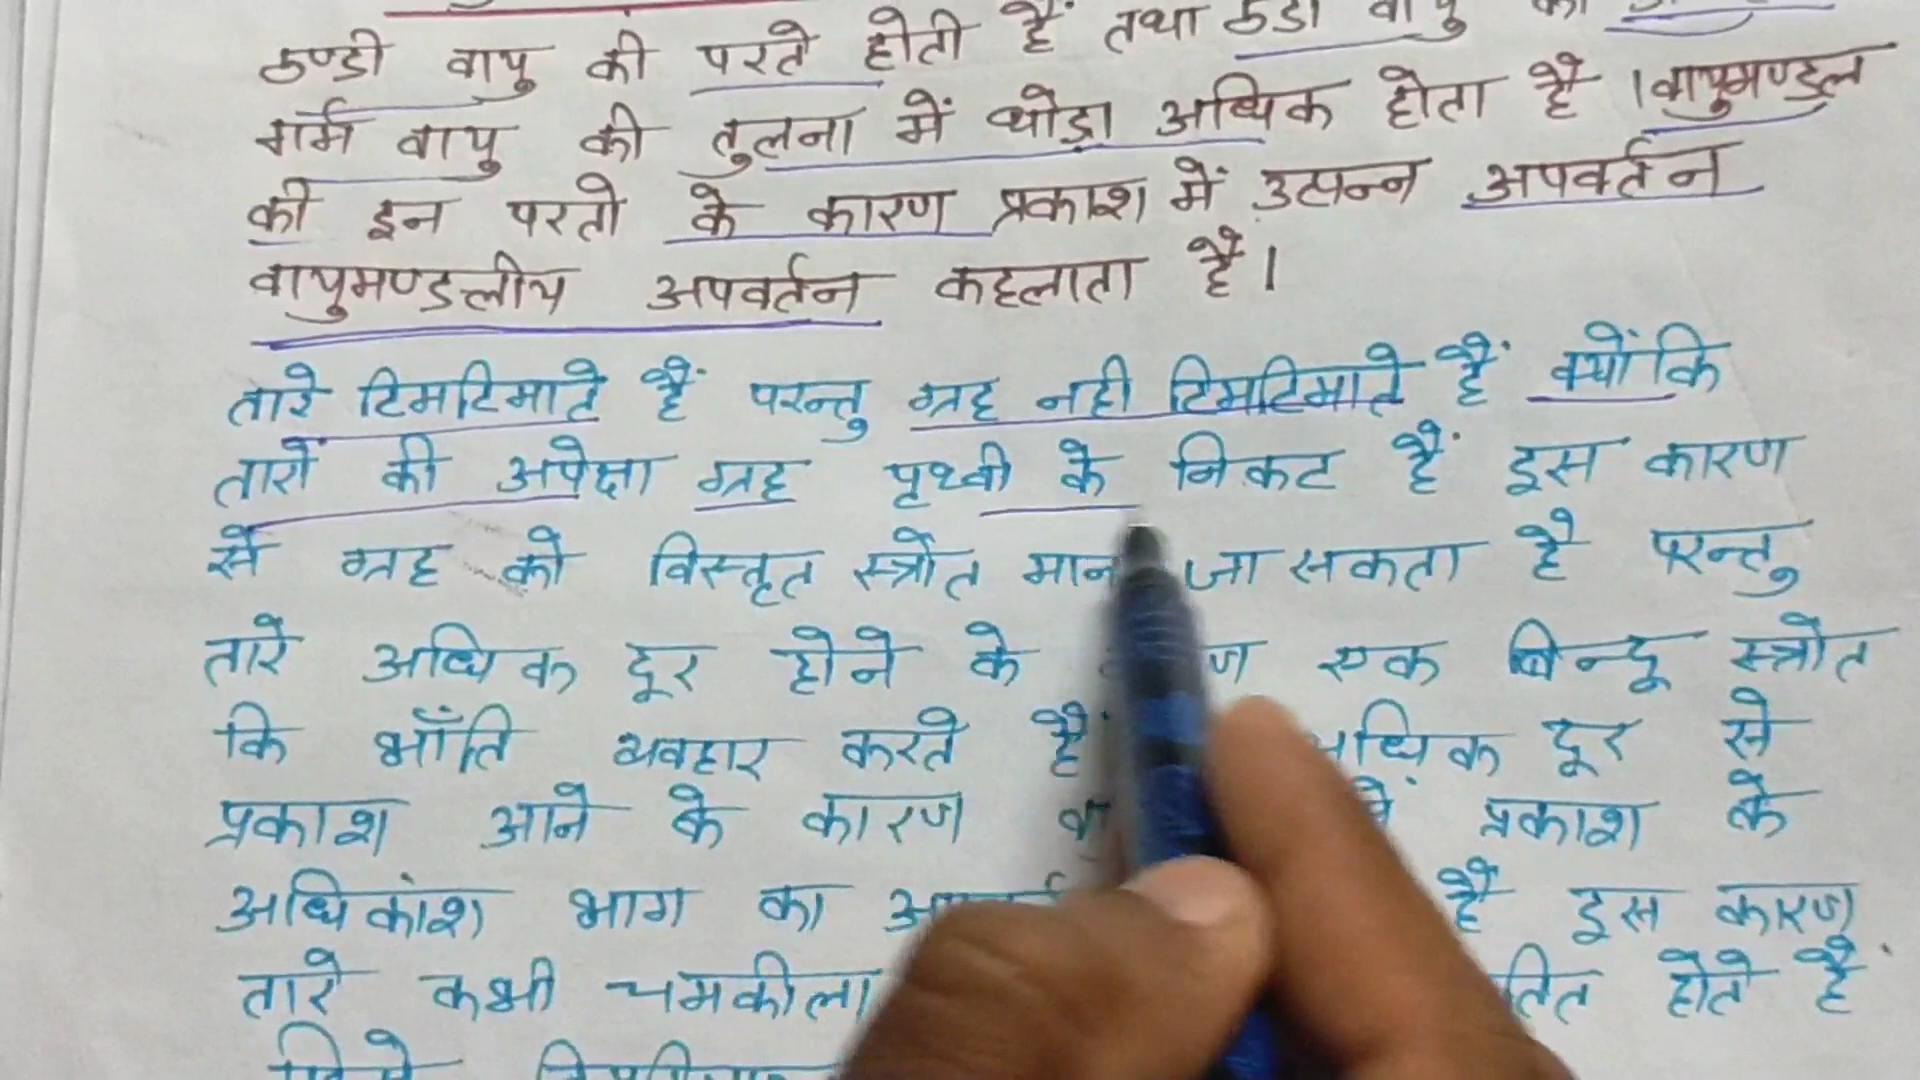 ठण्डी वायु की परते होती हैं तथा ठंडी वायु का
गर्म वायु की तुलना में थोड़ा अधिक होता है । वायुमण्डल
की इन परतो के कारण प्रकाश में उत्पन्न अपवर्तन
वायुमण्डलीय अपवर्तन कहलाता है ।
तारे टिमटिमाते हैं परन्तु ग्रह नही टिमटिमाते हैं क्योंकि
तारों की अपेक्षा ग्रह पृथ्वी के निकट हैं इस कारण
से ग्रह को विस्तृत स्त्रोत मान जा सकता है परन्तु
तारे अधिक दूर होने के एक बिन्दू स्त्रोत
कि भाँति व्यवहार करते हैं अधिक दूर से
प्रकाश आने के कारण प्रकाश के
अधिकांश भाग का है इस कारण
तारे कभी चमकीला होते है